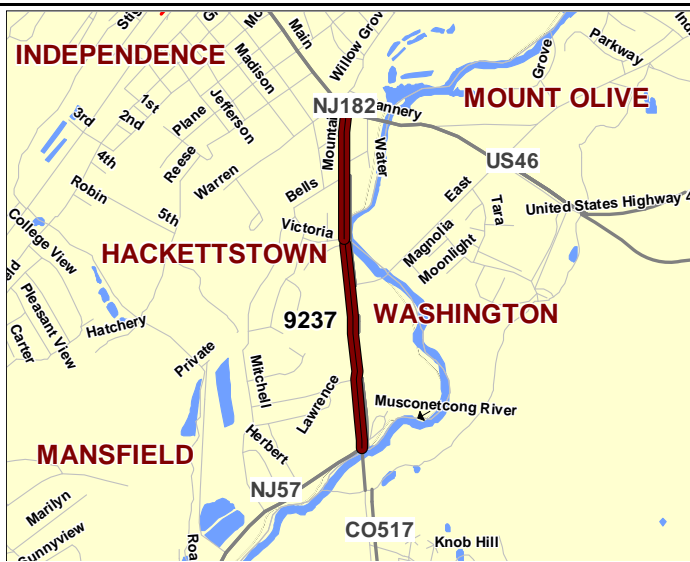 INDEPENDENCE
Main
Willow Grov
Parkway
Grove
Madison
MOUNT OLIVE
NJ182
annery
Mountain
Water
1st
2nd
3rd
4th
5th
Plane
Jefferson
Reese
Warren
Robin
Bells
US46
East
Tara
United States Highway 4
Victoria
College View
HACKETTSTOWN
Magnolia
Moonlight
9237
WASHINGTON
Pleasant View
Carter
Hatchery
Private
Mitchell
Lawrence
Herbert
Musconetcong River
MANSFIELD
NJ57
CO517
Marilyn
Sunnyview
Roa
Knob Hill